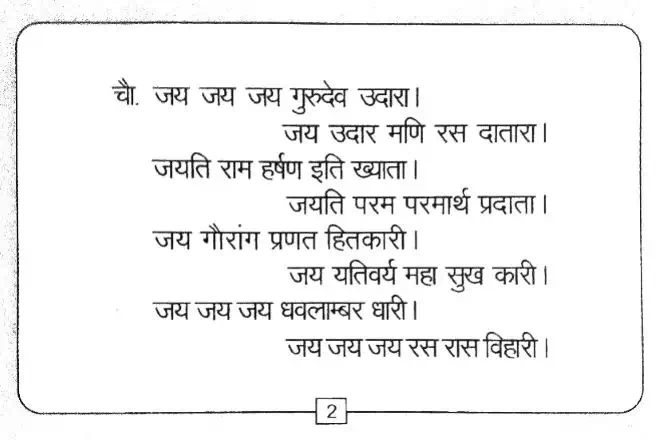 चौ. जय जय जय गुरुदेव उदारा।
जय उदार मणि रस दातारा।
जयति राम हर्षण इति ख्याता।
जयति परम परमार्थ प्रदाता।
जय गौरांग प्रणत हितकारी।
जय यतिवर्य महा सुख कारी।
जय जय जय धवलाम्बर धारी।
जय जय जय रस रास विहारी।
2